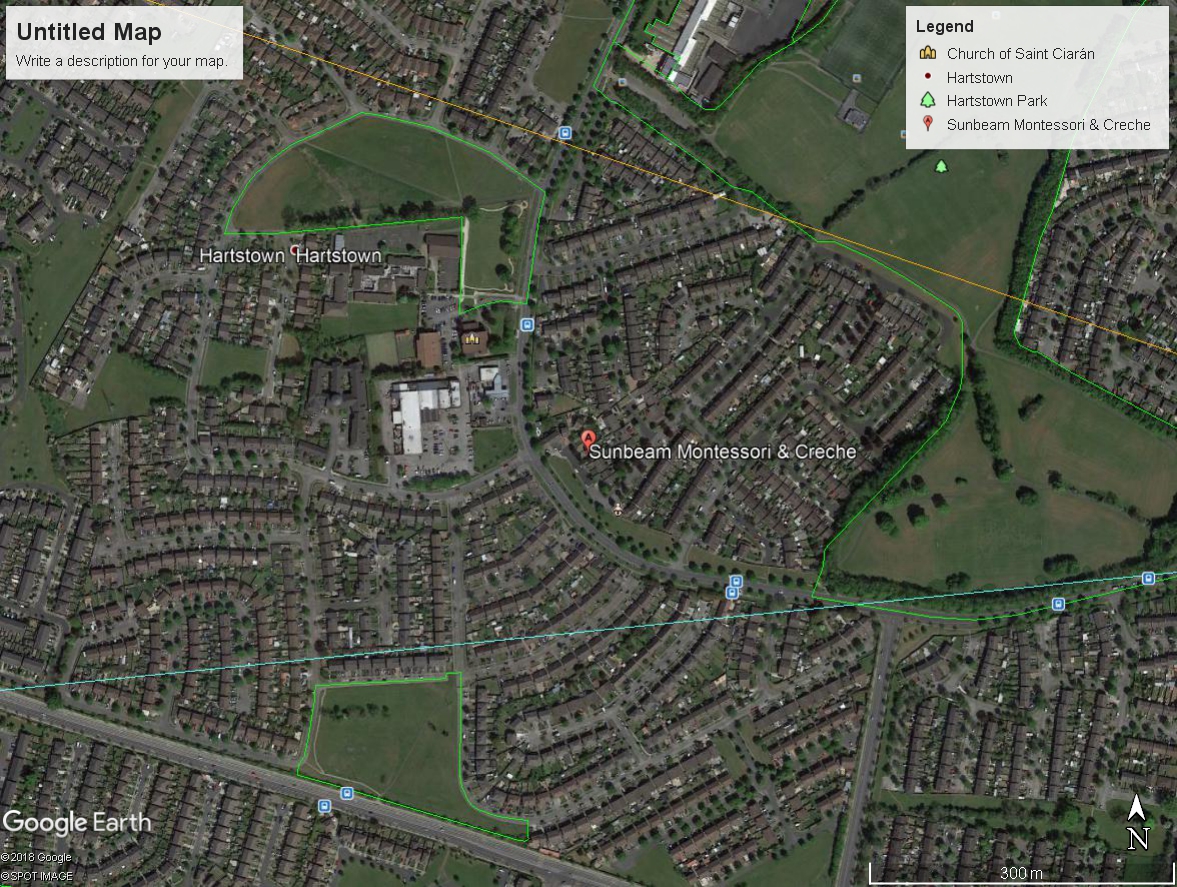 Untitled Map
Write a description for your map.
Legend
Church of Saint Ciarán
Hartstown
Hartstown Park
Sunbeam Montessori & Creche
Hartstown Hartstown
A
Sunbeam Montessori & Creche
Google Earth
©2018 Google
©SPOT IMAGE
N
300 m